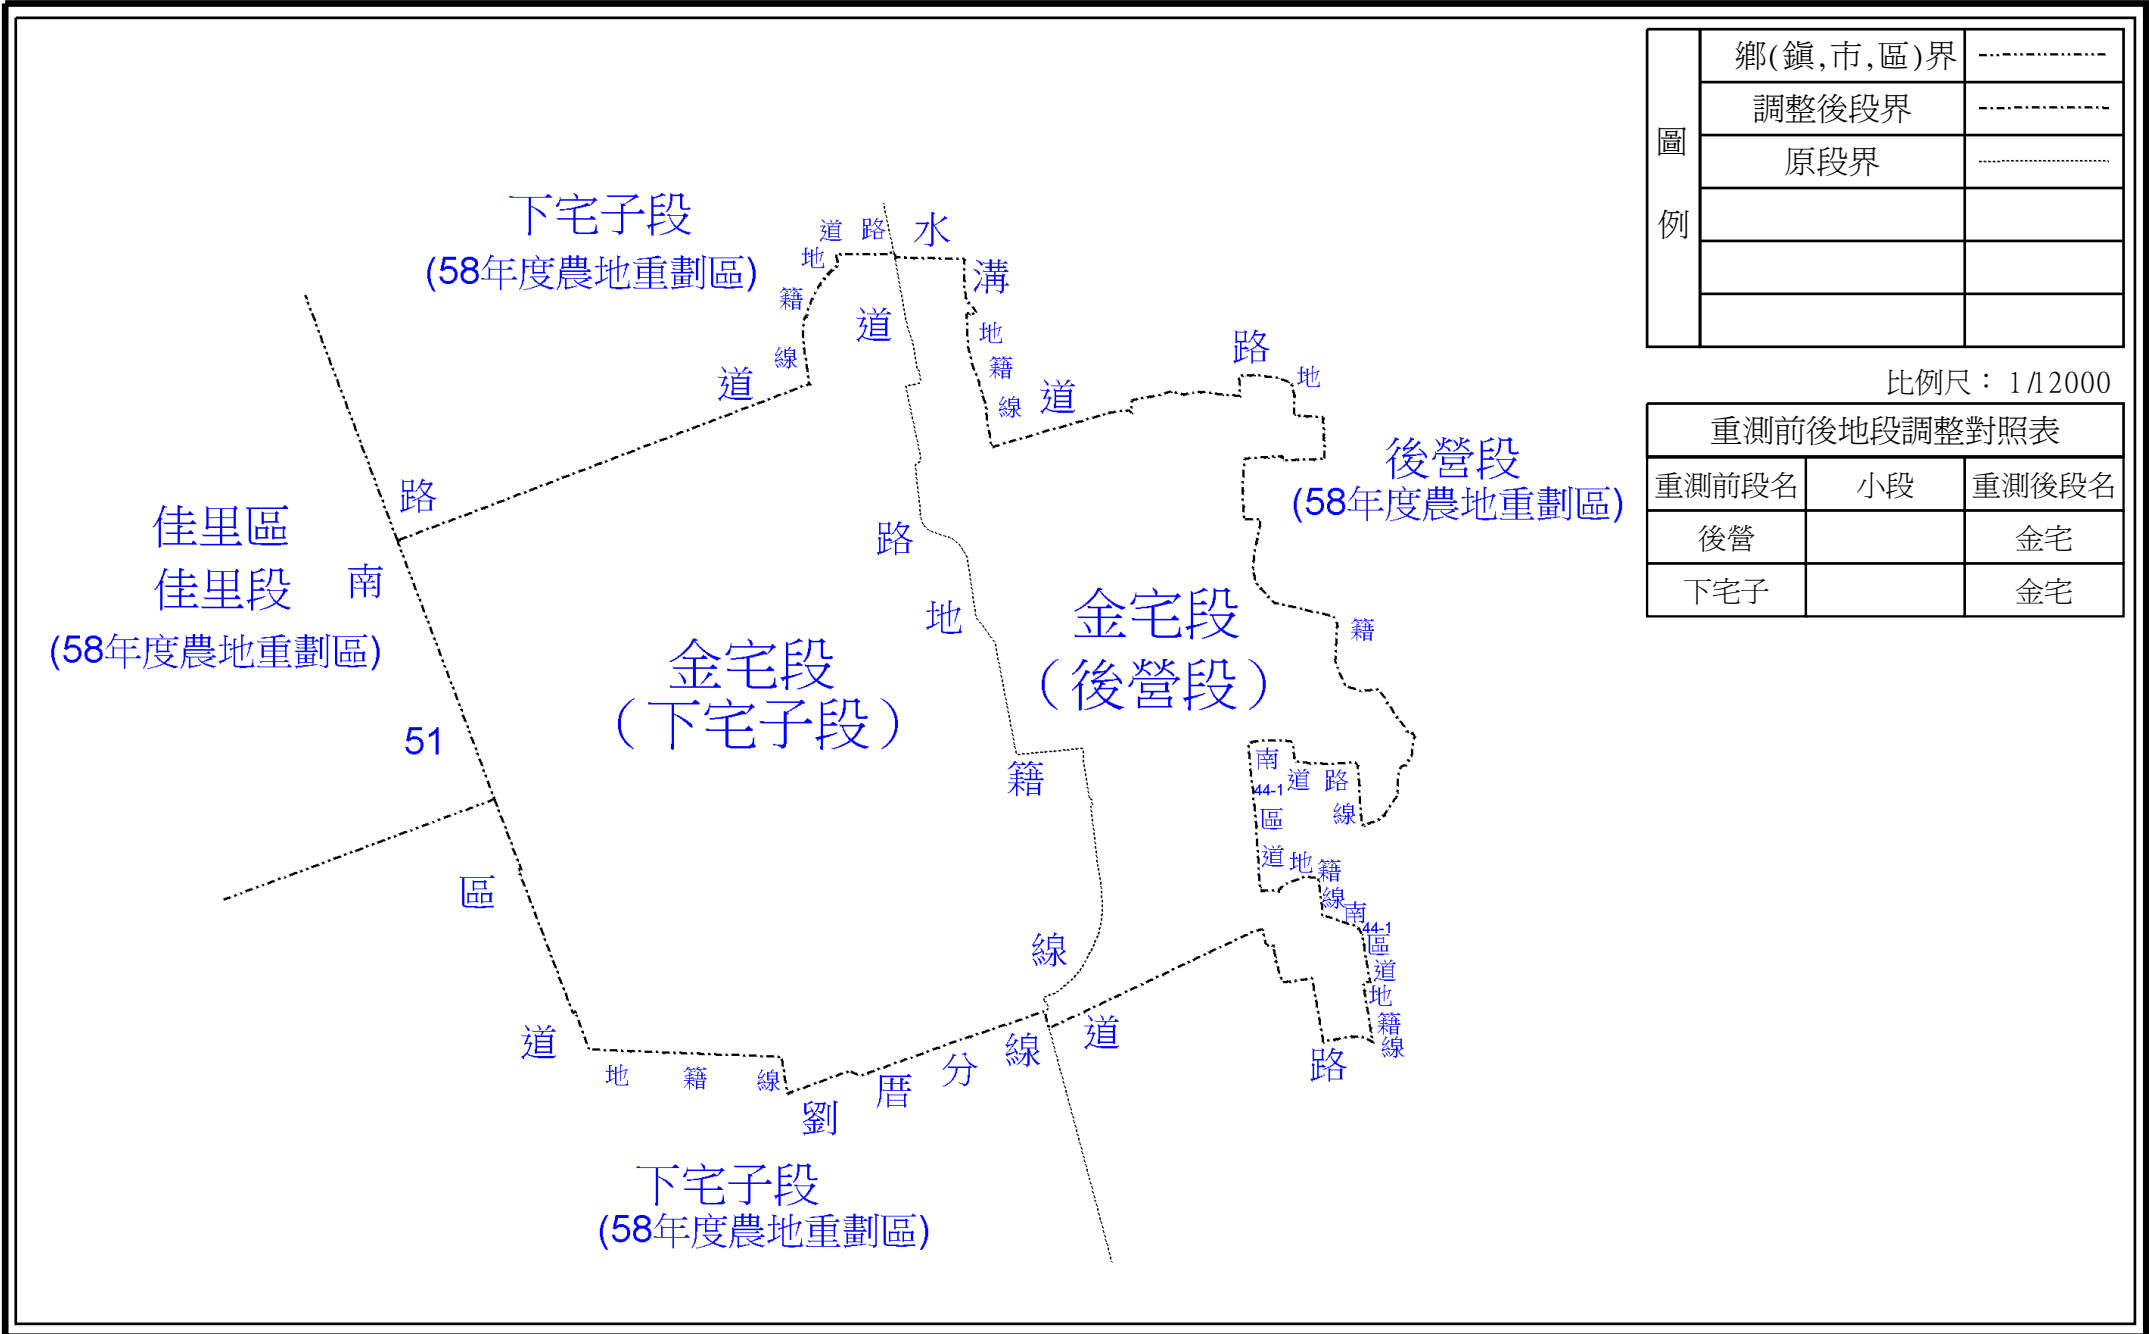 圖例
鄉(鎮,市,區)界
調整後段界
原段界
比例尺： 1/12000
重測前後地段調整對照表
重測前段名 小段 重測後段名
後營 金宅
下宅子 金宅
下宅子段
(58年度農地重劃區)
道路
地籍線
水溝
地籍線
道路
道路
地籍線
道路地籍線
後營段
(58年度農地重劃區)
佳里區
佳里段
(58年度農地重劃區)
南51區道
金宅段
（下宅子段）
金宅段
（後營段）
南44-1區道
道路
地籍線
南44-1區道
地籍線
地籍線
劉厝分線
道路
下宅子段
(58年度農地重劃區)